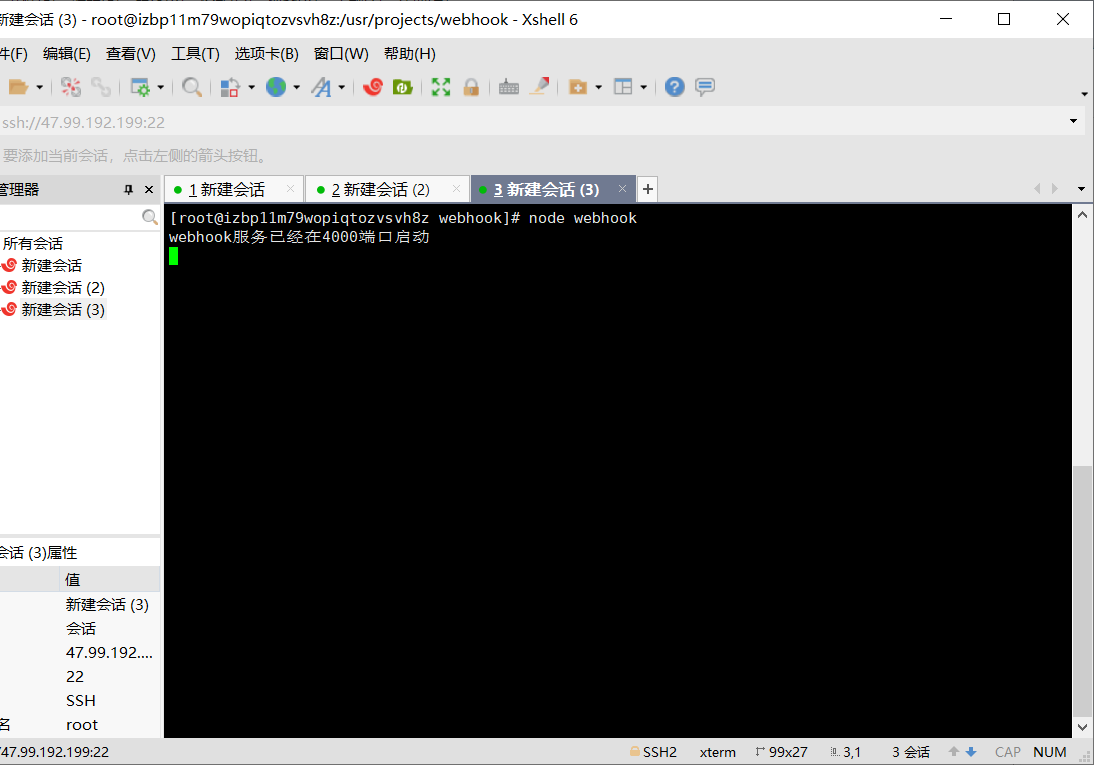 新建会话 (3) - root@izbp11m79wopiqtozvsvh8z:/usr/projects/webhook - Xshell 6
件(F) 编辑(E) 查看(V) 工具(T) 选项卡(B) 窗口(W) 帮助(H)
ssh://47.99.192.199:22
要添加当前会话，点击左侧的箭头按钮。
管理器
1 新建会话
2 新建会话 (2)
3 新建会话 (3)
所有会话
新建会话
新建会话 (2)
新建会话 (3)
[root@izbp11m79wopiqtozvsvh8z webhook]# node webhook
webhook服务已经在4000端口启动
会话 (3)属性
值
新建会话 (3)
会话
47.99.192....
22
SSH
名 root
/47.99.192.199:22 SSH2 xterm 99x27 3,1 3 会话 CAP NUM